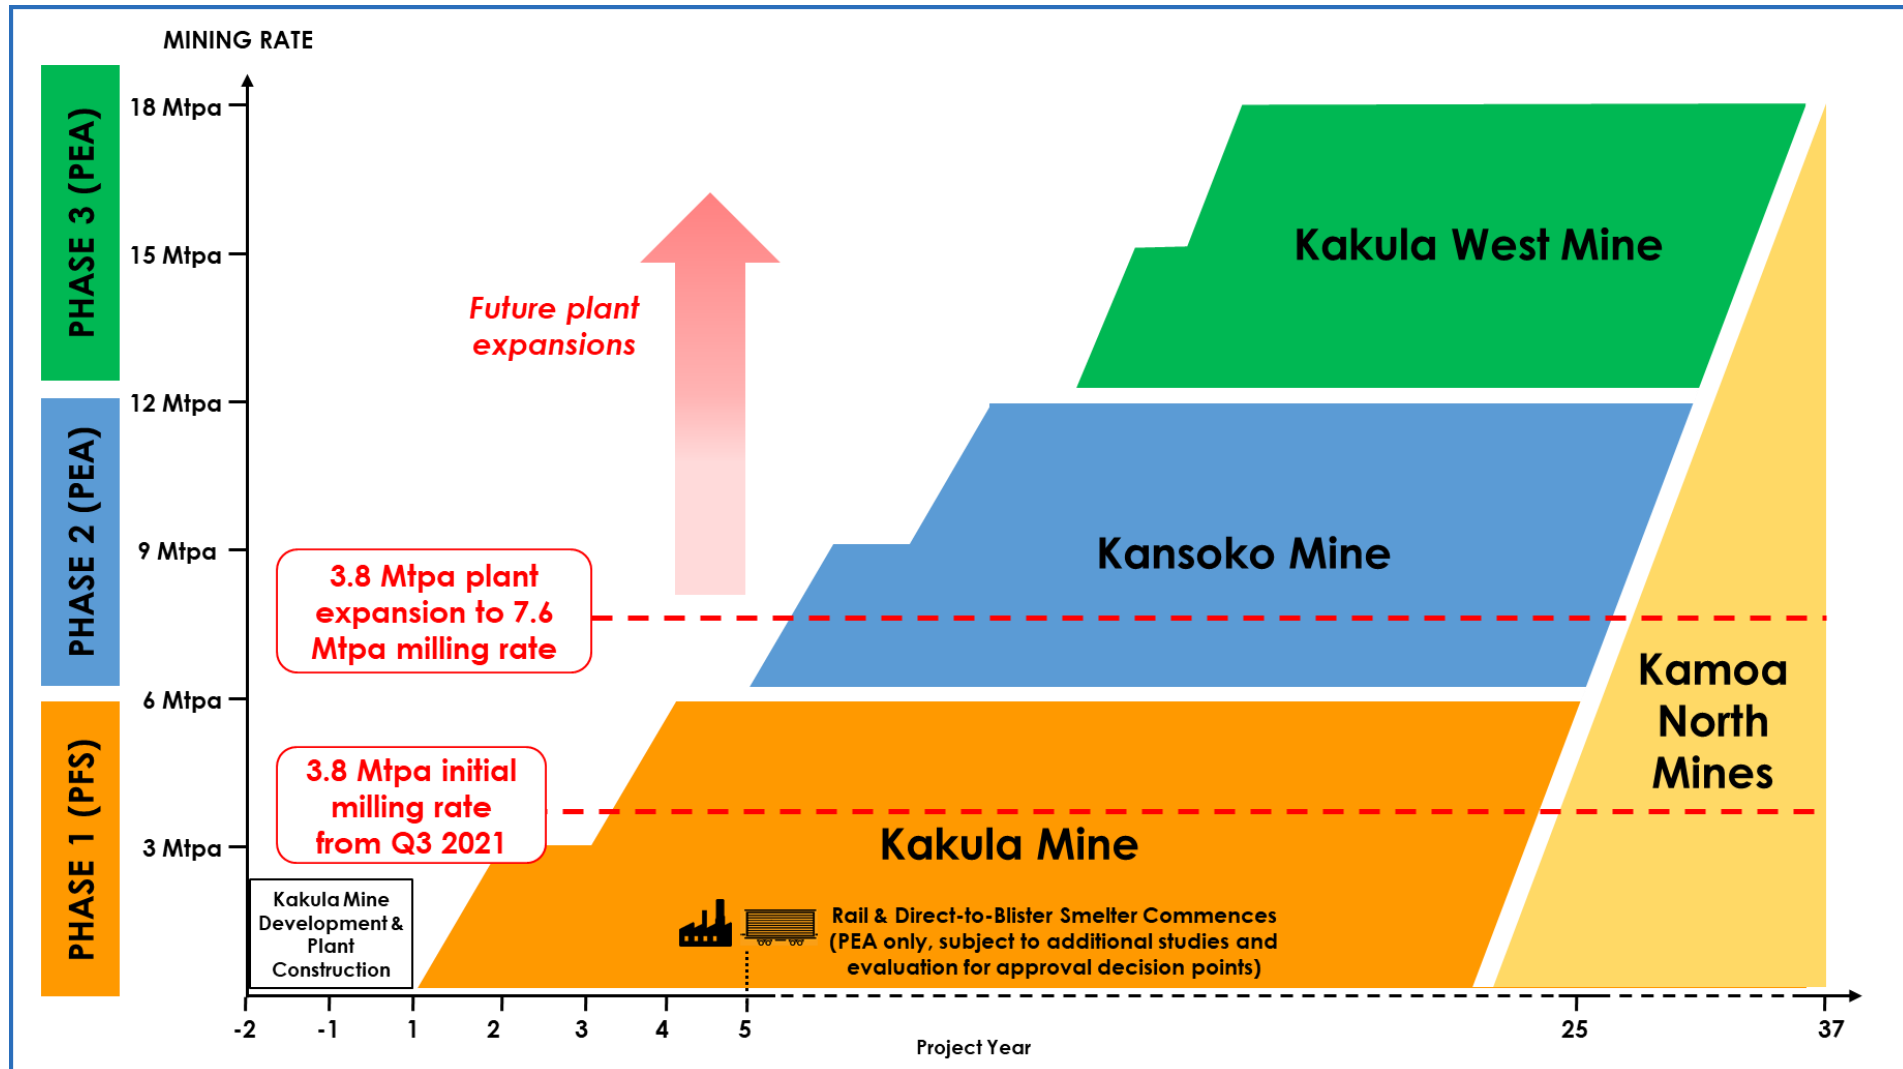 MINING RATE
PHASE 3 (PEA)
PHASE 2 (PEA)
PHASE 1 (PFS)
18 Mtpa
15 Mtpa
12 Mtpa
9 Mtpa
6 Mtpa
3 Mtpa
Kakula West Mine
Future plant
expansions
Kansoko Mine
3.8 Mtpa plant
expansion to 7.6
Mtpa milling rate
Kamoa
North
Mines
3.8 Mtpa initial
milling rate
from Q3 2021
Kakula Mine
Kakula Mine
Development &
Plant
Construction
Rail & Direct-to-Blister Smelter Commences
(PEA only, subject to additional studies and
evaluation for approval decision points)
-2 -1 1 2 3 4 5 25 37
Project Year